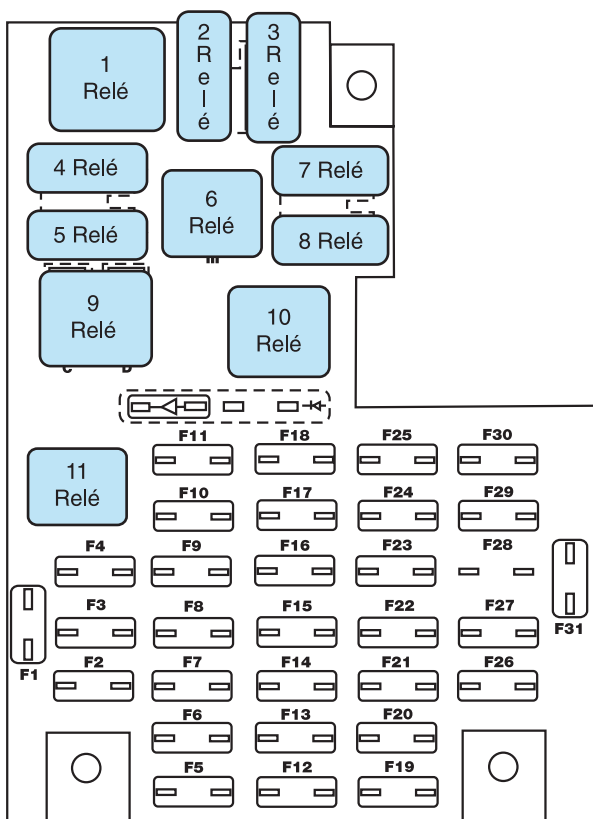 1
Relé
2
R
e
l
é
3
R
e
l
é
4 Relé
5 Relé
6
Relé
7 Relé
8 Relé
9
Relé
C
D
10
Relé
11
Relé
F11
F18
F25
F30
F10
F17
F24
F29
F4
F9
F16
F23
F28
F3
F8
F15
F22
F27
F31
F1
F2
F7
F14
F21
F26
F6
F13
F20
F5
F12
F19